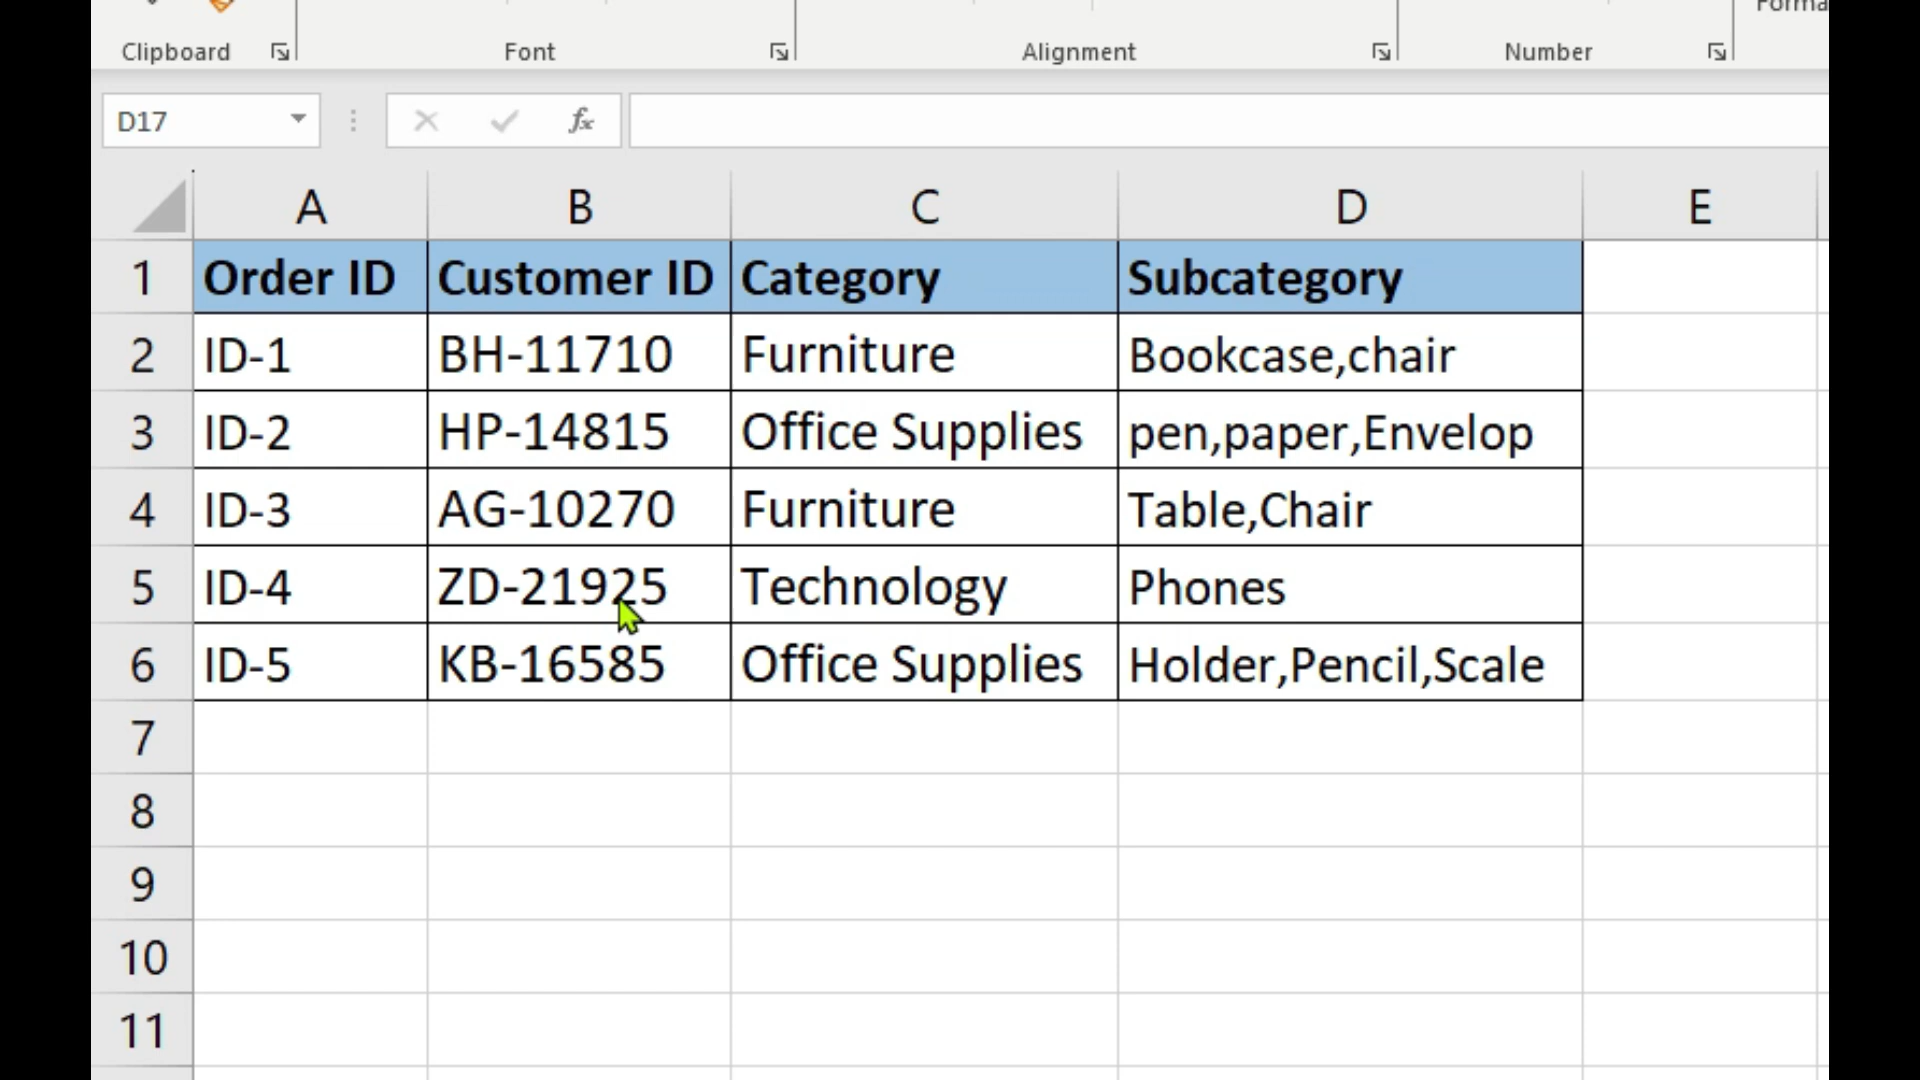 Forma
Clipboard Font Alignment Number
D17 fx
A B C D E
1 Order ID Customer ID Category Subcategory
2 ID-1 BH-11710 Furniture Bookcase,chair
3 ID-2 HP-14815 Office Supplies pen,paper,Envelop
4 ID-3 AG-10270 Furniture Table,Chair
5 ID-4 ZD-21925 Technology Phones
6 ID-5 KB-16585 Office Supplies Holder,Pencil,Scale
7
8
9
10
11